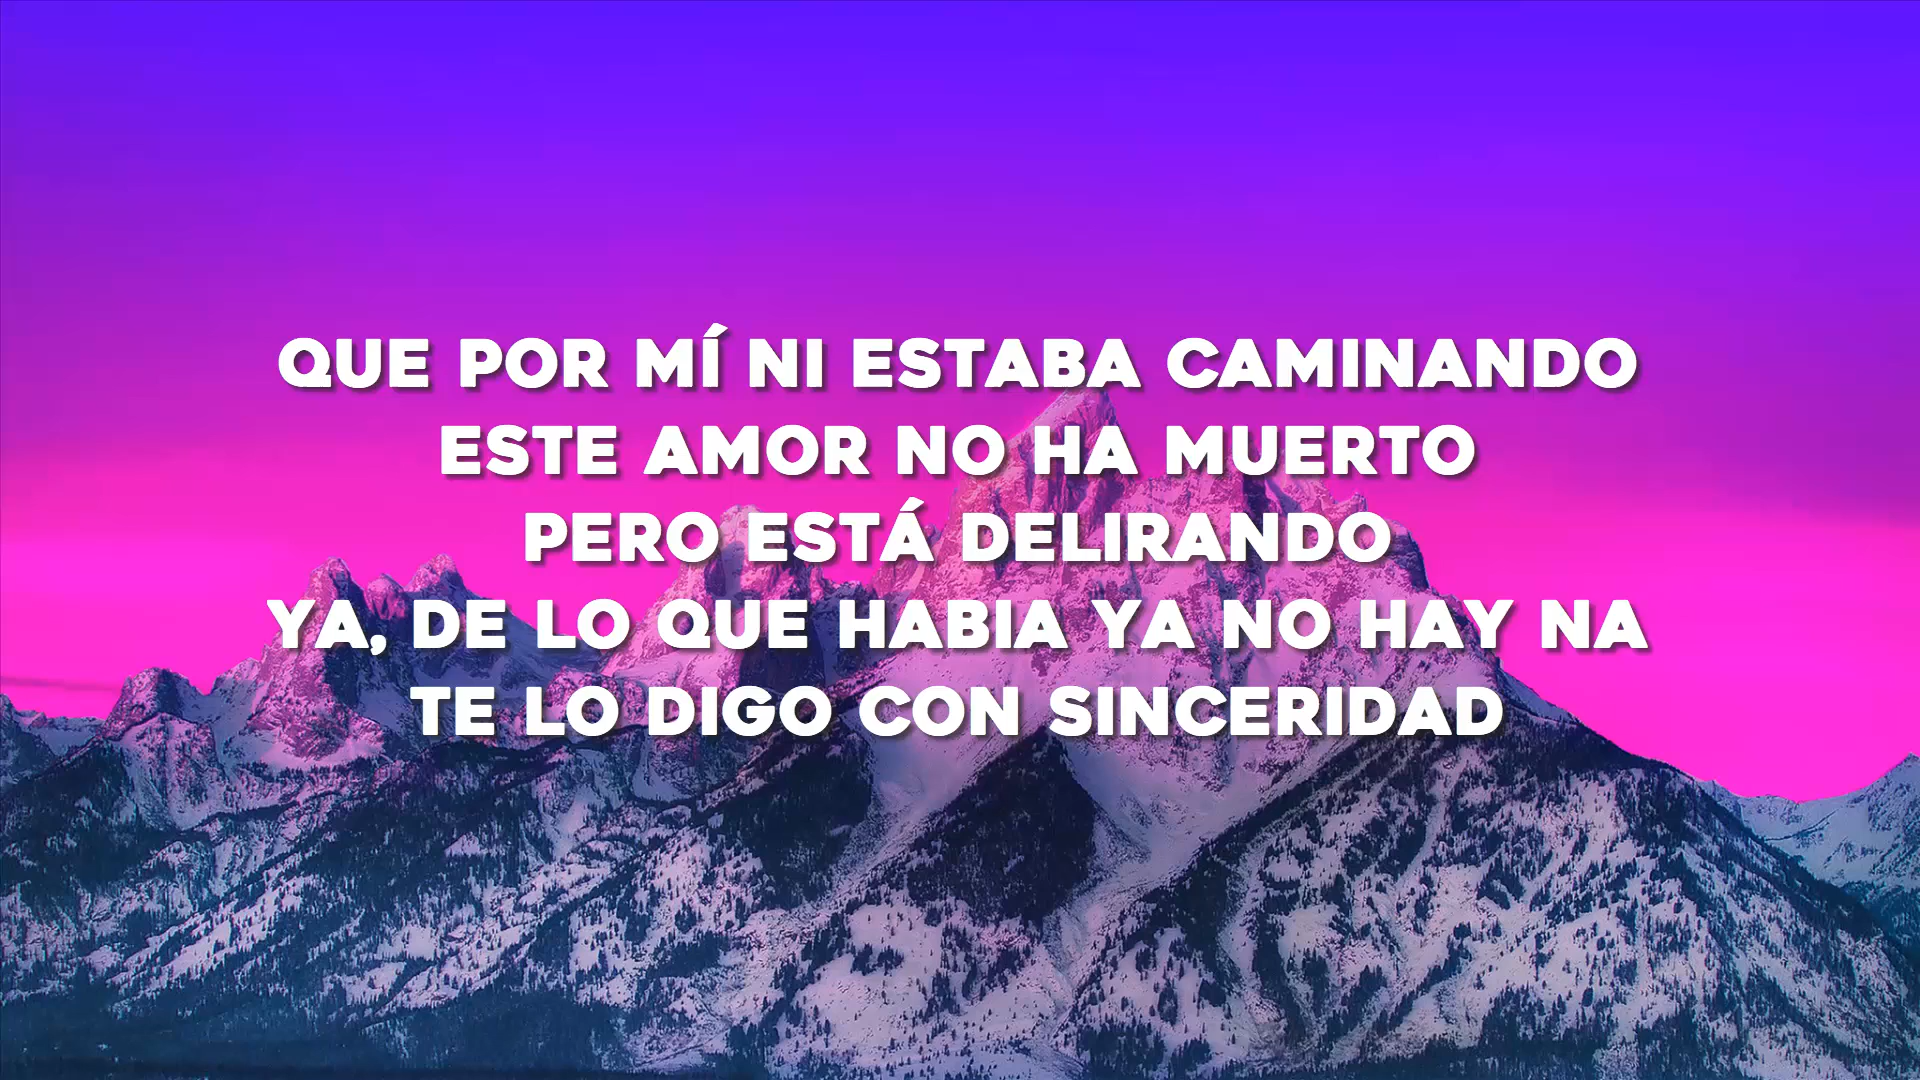 QUE POR MÍ NI ESTABA CAMINANDO
ESTE AMOR NO HA MUERTO
PERO ESTÁ DELIRANDO
YA, DE LO QUE HABIA YA NO HAY NA
TE LO DIGO CON SINCERIDAD